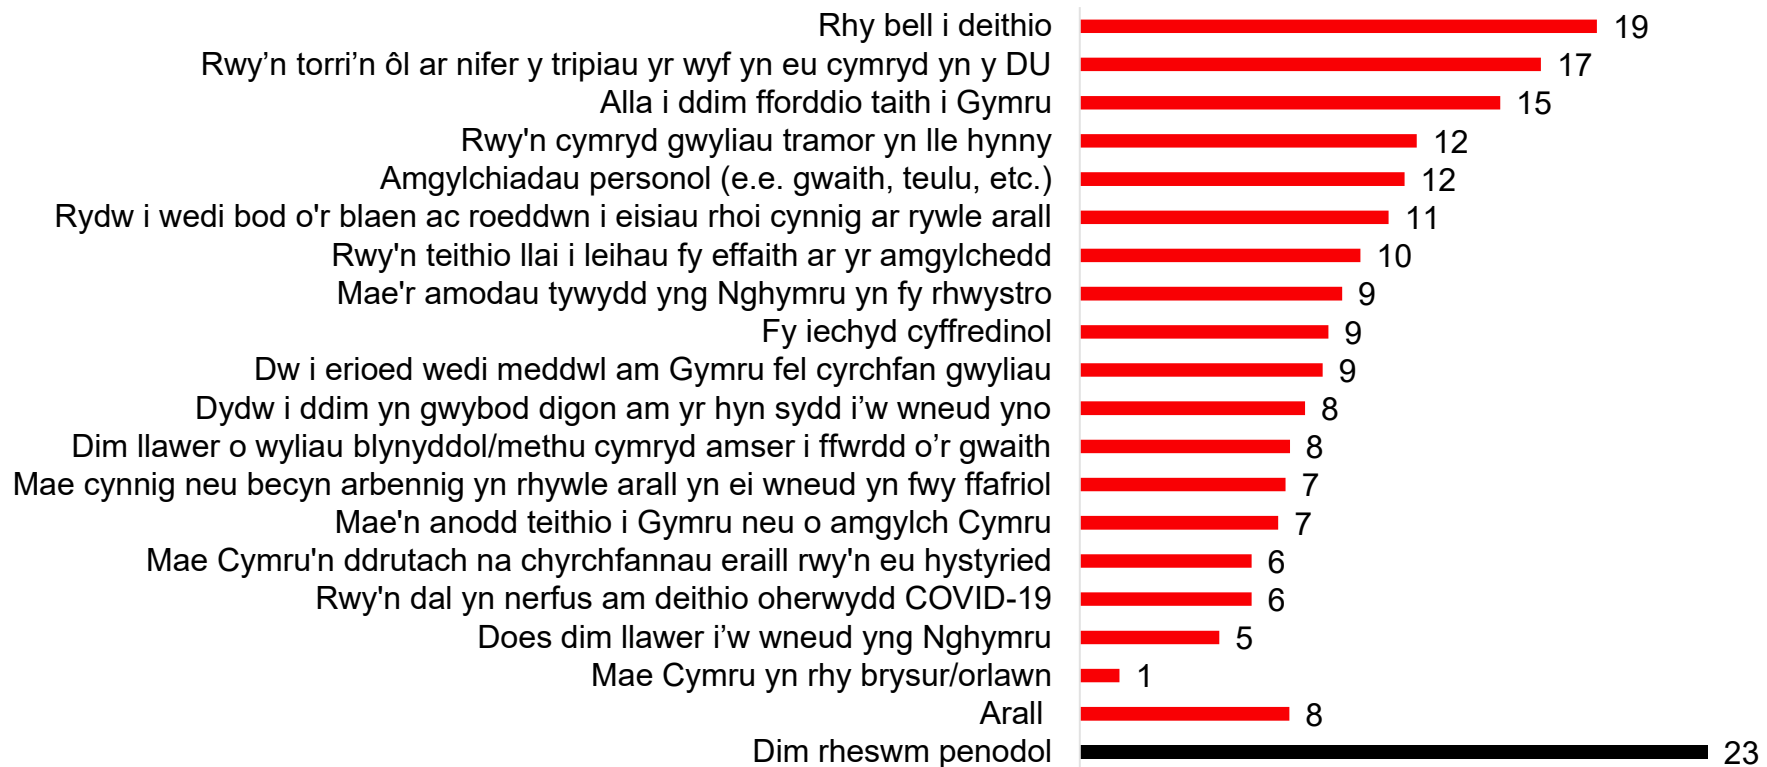 Rhy bell i deithio 19
Rwy’n torri’n ôl ar nifer y tripiau yr wyf yn eu cymryd yn y DU 17
Alla i ddim fforddio taith i Gymru 15
Rwy'n cymryd gwyliau tramor yn lle hynny 12
Amgylchiadau personol (e.e. gwaith, teulu, etc.) 12
Rydw i wedi bod o'r blaen ac roeddwn i eisiau rhoi cynnig ar rywle arall 11
Rwy'n teithio llai i leihau fy effaith ar yr amgylchedd 10
Mae'r amodau tywydd yng Nghymru yn fy rhwystro 9
Fy iechyd cyffredinol 9
Dw i erioed wedi meddwl am Gymru fel cyrchfan gwyliau 9
Dydw i ddim yn gwybod digon am yr hyn sydd i’w wneud yno 8
Dim llawer o wyliau blynyddol/methu cymryd amser i ffwrdd o’r gwaith 8
Mae cynnig neu becyn arbennig yn rhywle arall yn ei wneud yn fwy ffafriol 7
Mae'n anodd teithio i Gymru neu o amgylch Cymru 7
Mae Cymru'n ddrutach na chyrchfannau eraill rwy'n eu hystyried 6
Rwy'n dal yn nerfus am deithio oherwydd COVID-19 6
Does dim llawer i’w wneud yng Nghymru 5
Mae Cymru yn rhy brysur/orlawn 1
Arall 8
Dim rheswm penodol 23